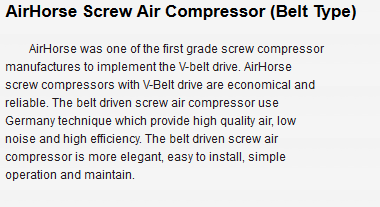 AirHorse Screw Air Compressor (Belt Type)
AirHorse was one of the first grade screw compressor
manufactures to implement the V-belt drive. AirHorse
screw compressors with V-Belt drive are economical and
reliable. The belt driven screw air compressor use
Germany technique which provide high quality air, low
noise and high efficiency. The belt driven screw air
compressor is more elegant, easy to install, simple
operation and maintain.